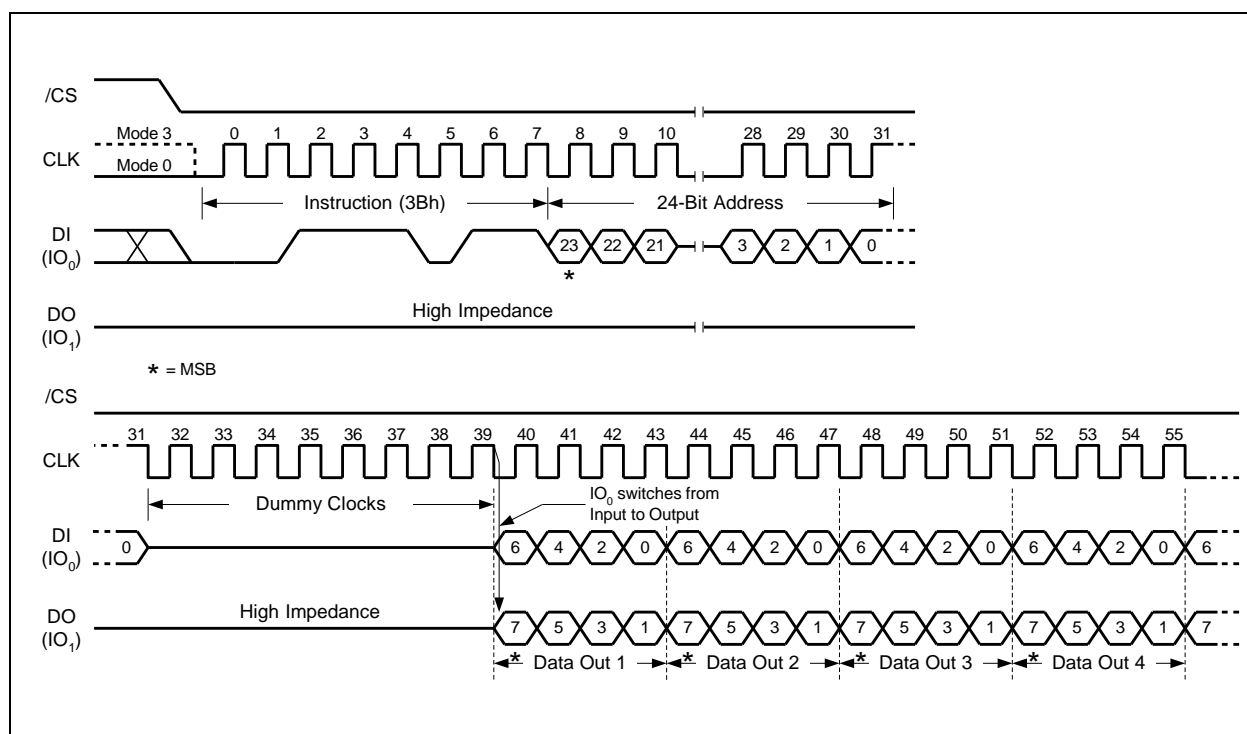 /CS
Mode 3
0 1 2 3 4 5 6 7 8 9 10 28 29 30 31
CLK
Mode 0
Instruction (3Bh)
24-Bit Address
DI
(IO0)
23 22 21 3 2 1 0
*
High Impedance
DO
(IO1)
* = MSB
/CS
31 32 33 34 35 36 37 38 39 40 41 42 43 44 45 46 47 48 49 50 51 52 53 54 55
CLK
Dummy Clocks
IO0 switches from
Input to Output
DI
(IO0)
0 6 4 2 0 6 4 2 0 6 4 2 0 6 4 2 0 6
High Impedance
DO
(IO1)
7 5 3 1 7 5 3 1 7 5 3 1 7 5 3 1 7
* Data Out 1 * Data Out 2 * Data Out 3 * Data Out 4